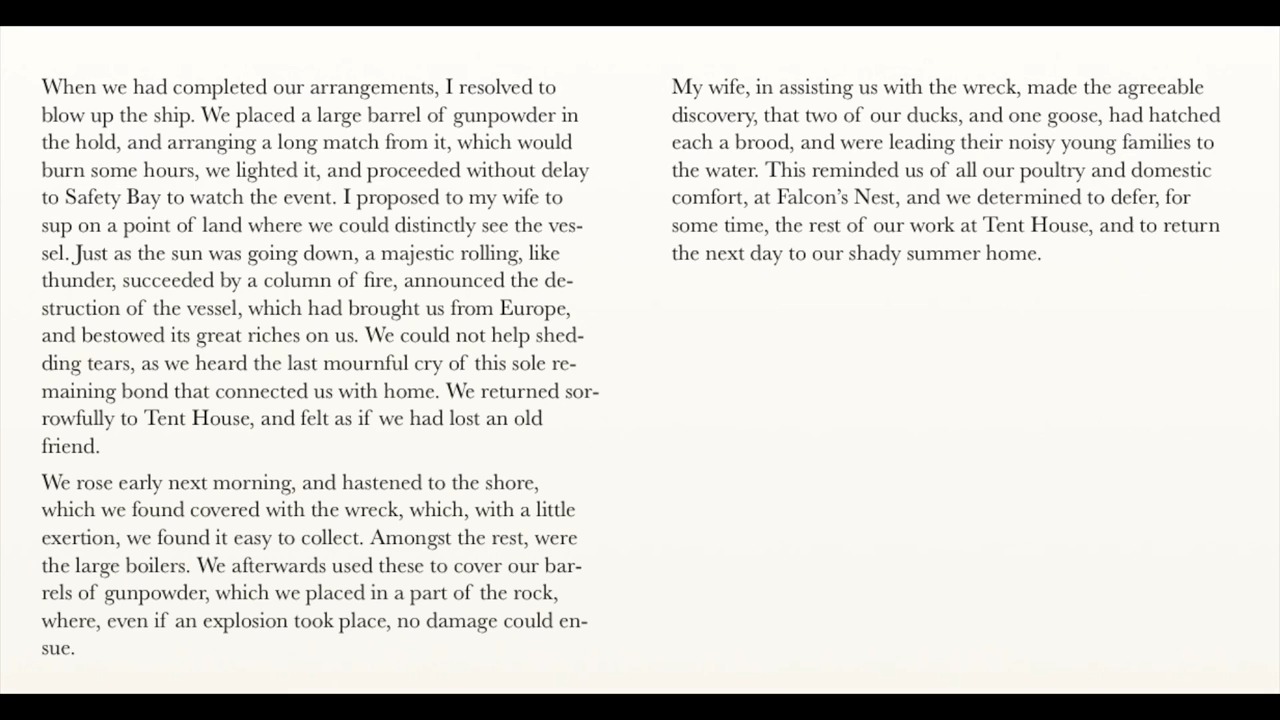 When we had completed our arrangements, I resolved to
blow up the ship. We placed a large barrel of gunpowder in
the hold, and arranging a long match from it, which would
burn some hours, we lighted it, and proceeded without delay
to Safety Bay to watch the event. I proposed to my wife to
sup on a point of land where we could distinctly see the ves-
sel. Just as the sun was going down, a majestic rolling, like
thunder, succeeded by a column of fire, announced the de-
struction of the vessel, which had brought us from Europe,
and bestowed its great riches on us. We could not help shed-
ding tears, as we heard the last mournful cry of this sole re-
maining bond that connected us with home. We returned sor-
rowfully to Tent House, and felt as if we had lost an old
friend.
We rose early next morning, and hastened to the shore,
which we found covered with the wreck, which, with a little
exertion, we found it easy to collect. Amongst the rest, were
the large boilers. We afterwards used these to cover our bar-
rels of gunpowder, which we placed in a part of the rock,
where, even if an explosion took place, no damage could en-
sue.
My wife, in assisting us with the wreck, made the agreeable
discovery, that two of our ducks, and one goose, had hatched
each a brood, and were leading their noisy young families to
the water. This reminded us of all our poultry and domestic
comfort, at Falcon’s Nest, and we determined to defer, for
some time, the rest of our work at Tent House, and to return
the next day to our shady summer home.